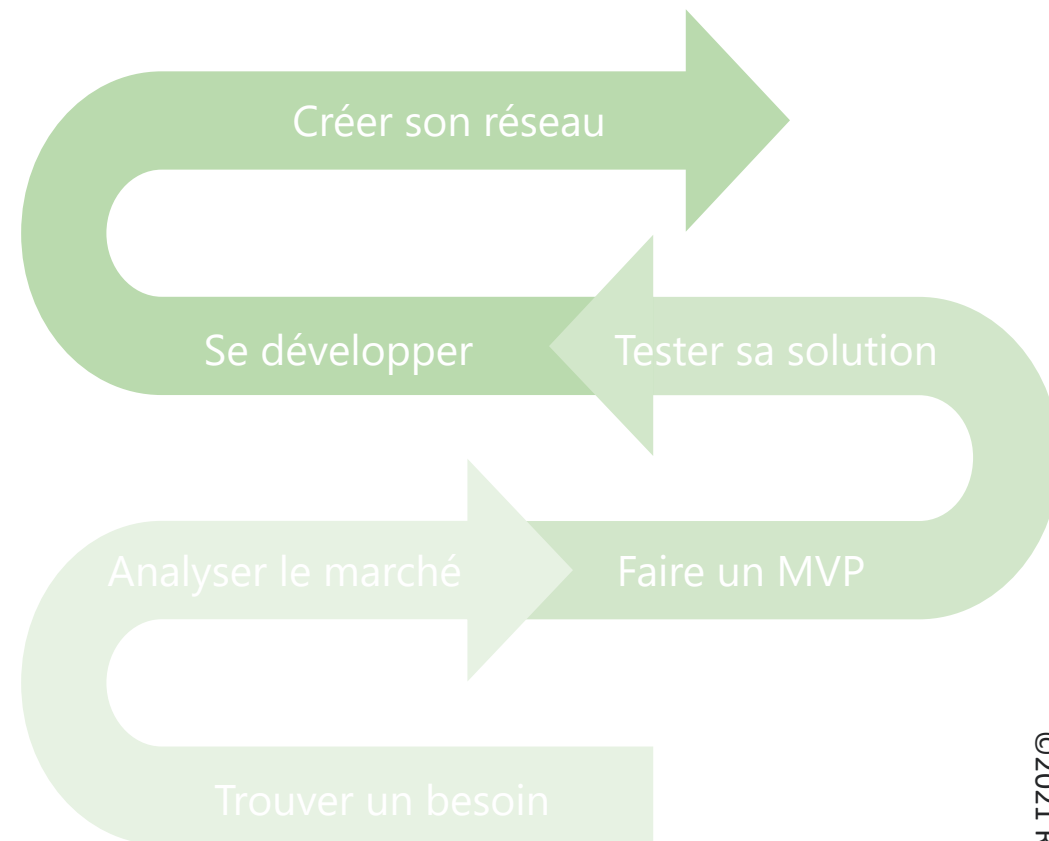 Créer son réseau
Se développer
Tester sa solution
Analyser le marché
Faire un MVP
Trouver un besoin
©2021